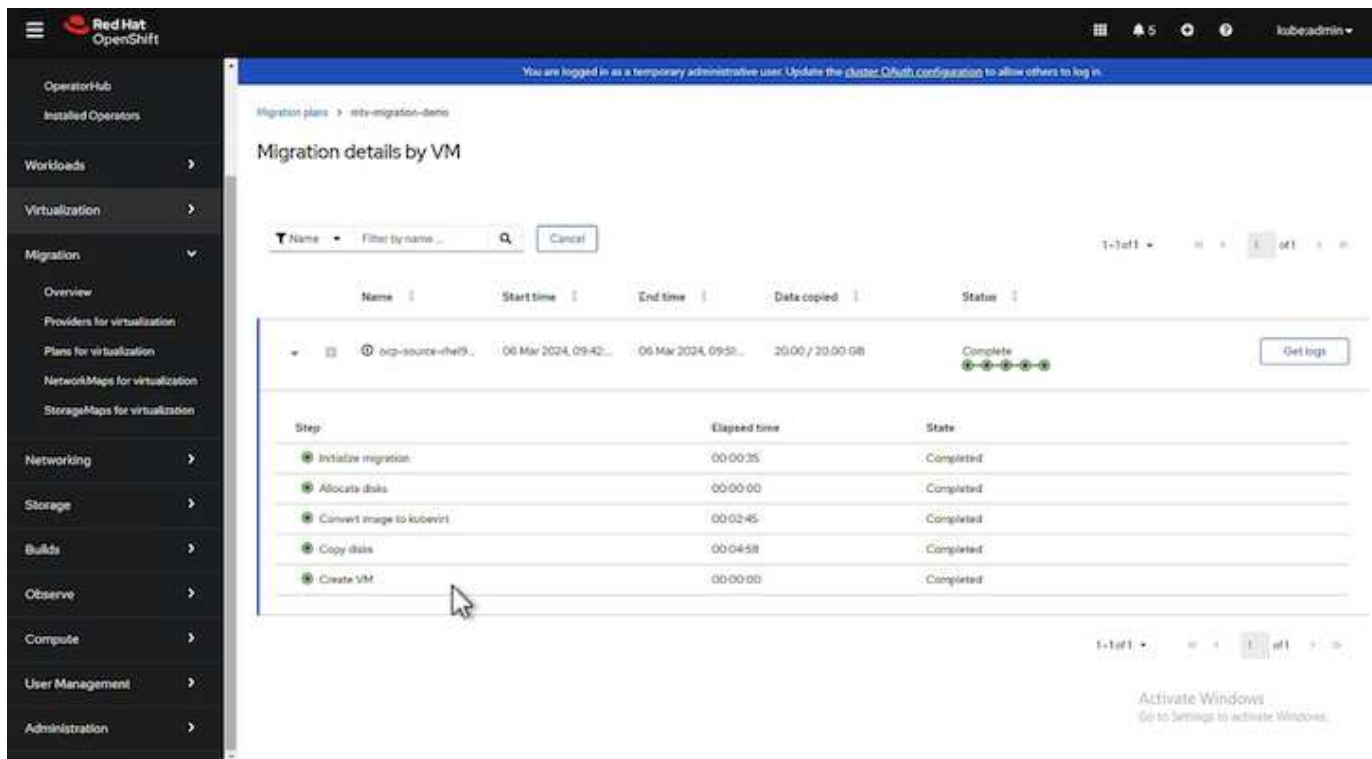 Red Hat
OpenShift
5
kube:admin
You are logged in as a temporary administrative user. Update the cluster OAuth configuration to allow others to log in.
OperatorHub
Installed Operators
Workloads
Virtualization
Migration
Overview
Providers for virtualization
Plans for virtualization
NetworkMaps for virtualization
StorageMaps for virtualization
Networking
Storage
Builds
Observe
Compute
User Management
Administration
Migration plans > mtv-migration-demo
Migration details by VM
Name Filter by name... Cancel 1-1 of 1 1 of 1
Name Start time End time Data copied Status
ocp-source-rhel9... 06 Mar 2024, 09:42... 06 Mar 2024, 09:51... 20.00 / 20.00 GB Complete Get logs
Step Elapsed time State
Initialize migration 00:00:35 Completed
Allocate disks 00:00:00 Completed
Convert image to kubevirt 00:02:45 Completed
Copy disks 00:04:58 Completed
Create VM 00:00:00 Completed
1-1 of 1 1 of 1
Activate Windows
Go to Settings to activate Windows.